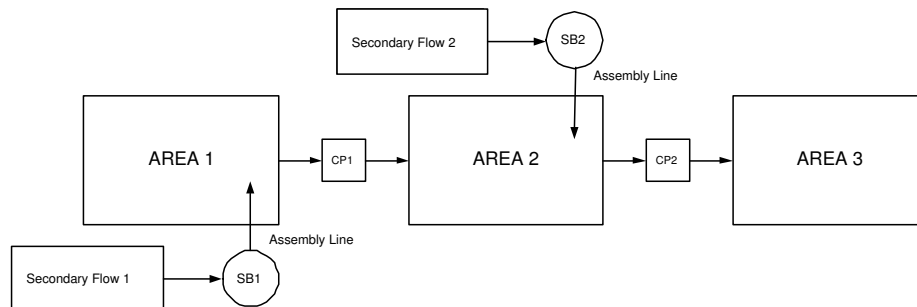 Secondary Flow 2
SB2
Assembly Line
AREA 1
CP1
AREA 2
CP2
AREA 3
Assembly Line
Secondary Flow 1
SB1